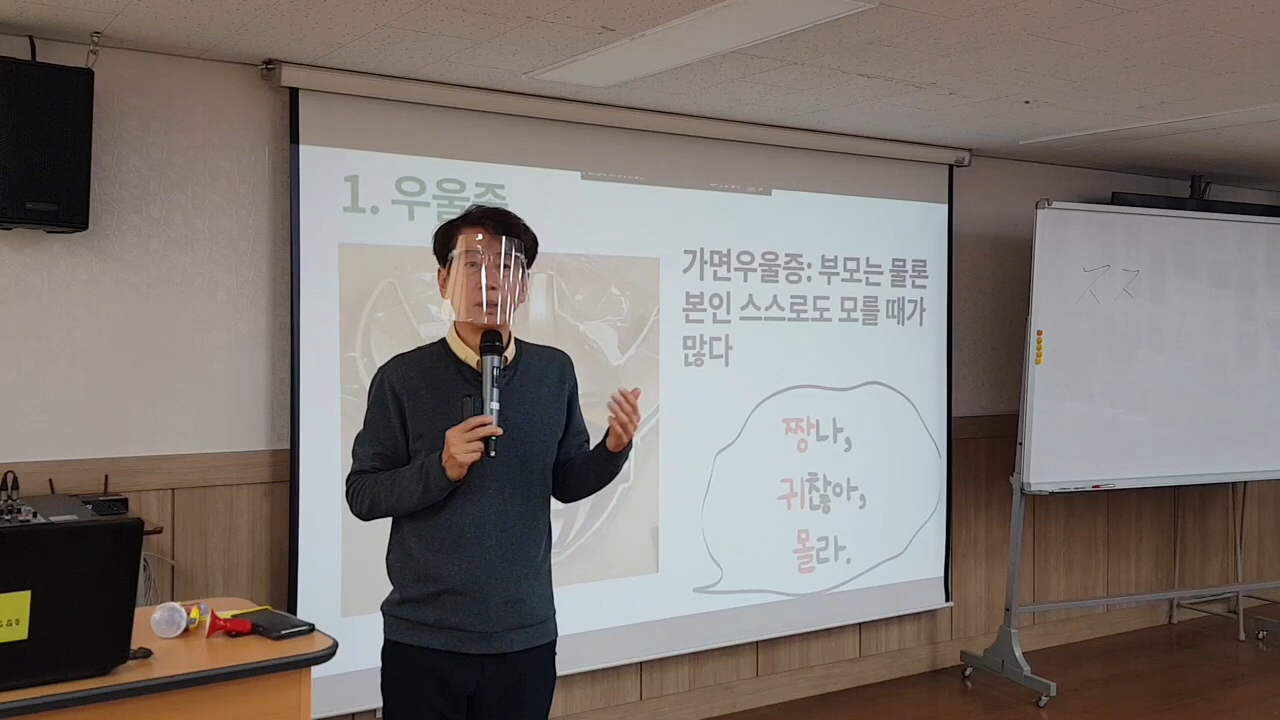 1. 우울증
가면우울증: 부모는 물론
본인 스스로도 모를 때가
많다
짱나,
귀찮아,
몰라.
ㅈㅈ